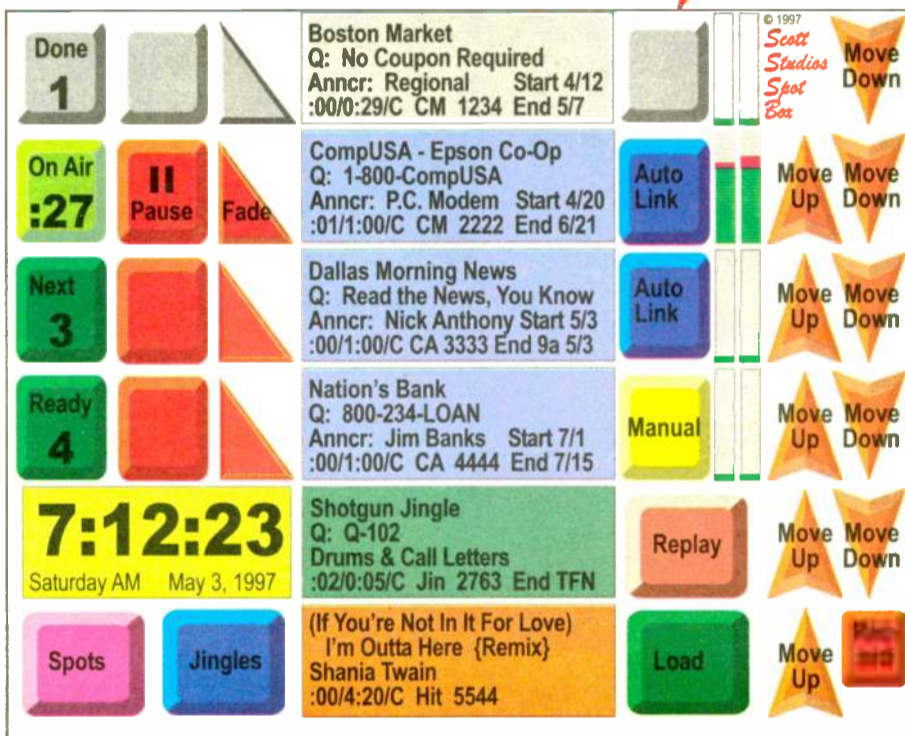 Done
1
Boston Market
Q: No Coupon Required
Anncr: Regional Start 4/12
:00/0:29/C CM 1234 End 5/7
© 1997
Scott
Studios
Spot
Box
Move
Down
On Air
:27
Pause
Fade
CompUSA - Epson Co-Op
Q: 1-800-CompUSA
Anncr: P.C. Modem Start 4/20
:01/1:00/C CM 2222 End 6/21
Auto
Link
Move
Up
Move
Down
Next
3
Dallas Morning News
Q: Read the News, You Know
Anncr: Nick Anthony Start 5/3
:00/1:00/C CA 3333 End 9a 5/3
Auto
Link
Move
Up
Move
Down
Ready
4
Nation's Bank
Q: 800-234-LOAN
Anncr: Jim Banks Start 7/1
:00/1:00/C CA 4444 End 7/15
Manual
Move
Up
Move
Down
7:12:23
Saturday AM May 3, 1997
Shotgun Jingle
Q: Q-102
Drums & Call Letters
:02/0:05/C Jin 2763 End TFN
Replay
Move
Up
Move
Down
Spots
Jingles
(If You're Not In It For Love)
I'm Outta Here {Remix}
Shania Twain
:00/4:20/C Hit 5544
Load
Move
Up